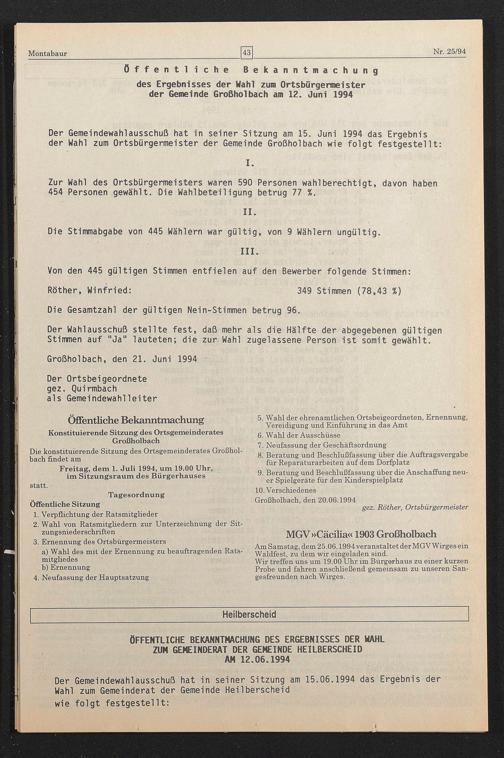 Montabaur 43 Nr. 25/94
Öffentliche Bekanntmachung
des Ergebnisses der Wahl zum Ortsbürgermeister
der Gemeinde Großholbach am 12. Juni 1994
Der Gemeindewahlausschuß hat in seiner Sitzung am 15. Juni 1994 das Ergebnis
der Wahl zum Ortsbürgermeister der Gemeinde Großholbach wie folgt festgestellt:
I.
Zur Wahl des Ortsbürgermeisters waren 590 Personen wahlberechtigt, davon haben
454 Personen gewählt. Die Wahlbeteiligung betrug 77 %.
II.
Die Stimmabgabe von 445 Wählern war gültig, von 9 Wählern ungültig.
III.
Von den 445 gültigen Stimmen entfielen auf den Bewerber folgende Stimmen:
Röther, Winfried: 349 Stimmen (78,43 %)
Die Gesamtzahl der gültigen Nein-Stimmen betrug 96.
Der Wahlausschuß stellte fest, daß mehr als die Hälfte der abgegebenen gültigen
Stimmen auf "Ja" lauteten; die zur Wahl zugelassene Person ist somit gewählt.
Großholbach, den 21. Juni 1994
Der Ortsbeigeordnete
gez. Quirmbach
als Gemeindewahlleiter
Öffentliche Bekanntmachung
Konstituierende Sitzung des Ortsgemeinderates
Großholbach
Die konstituierende Sitzung des Ortsgemeinderates Großhol-
bach findet am
Freitag, dem 1. Juli 1994, um 19.00 Uhr,
im Sitzungsraum des Bürgerhauses
statt.
Tagesordnung
Öffentliche Sitzung
1. Verpflichtung der Ratsmitglieder
2. Wahl von Ratsmitgliedern zur Unterzeichnung der Sit-
zungsniederschriften
3. Ernennung des Ortsbürgermeisters
a) Wahl des mit der Ernennung zu beauftragenden Rats-
mitgliedes
b) Ernennung
4. Neufassung der Hauptsatzung
5. Wahl der ehrenamtlichen Ortsbeigeordneten, Ernennung,
Vereidigung und Einführung in das Amt
6. Wahl der Ausschüsse
7. Neufassung der Geschäftsordnung
8. Beratung und Beschlußfassung über die Auftragsvergabe
für Reparaturarbeiten auf dem Dorfplatz
9. Beratung und Beschlußfassung über die Anschaffung neu-
er Spielgeräte für den Kinderspielplatz
10. Verschiedenes
Großholbach, den 20.06.1994
gez. Röther, Ortsbürgermeister
MGV »Cäcilia« 1903 Großholbach
Am Samstag, dem 25.06.1994 veranstaltet der MGV Wirges ein
Waldfest, zu dem wir eingeladen sind.
Wir treffen uns um 19.00 Uhr im Bürgerhaus zu einer kurzen
Probe und fahren anschließend gemeinsam zu unseren San-
gesfreunden nach Wirges.
Heilberscheid
ÖFFENTLICHE BEKANNTMACHUNG DES ERGEBNISSES DER WAHL
ZUM GEMEINDERAT DER GEMEINDE HEILBERSCHEID
AM 12.06.1994
Der Gemeindewahlausschuß hat in seiner Sitzung am 15.06.1994 das Ergebnis der
Wahl zum Gemeinderat der Gemeinde Heilberscheid
wie folgt festgestellt: